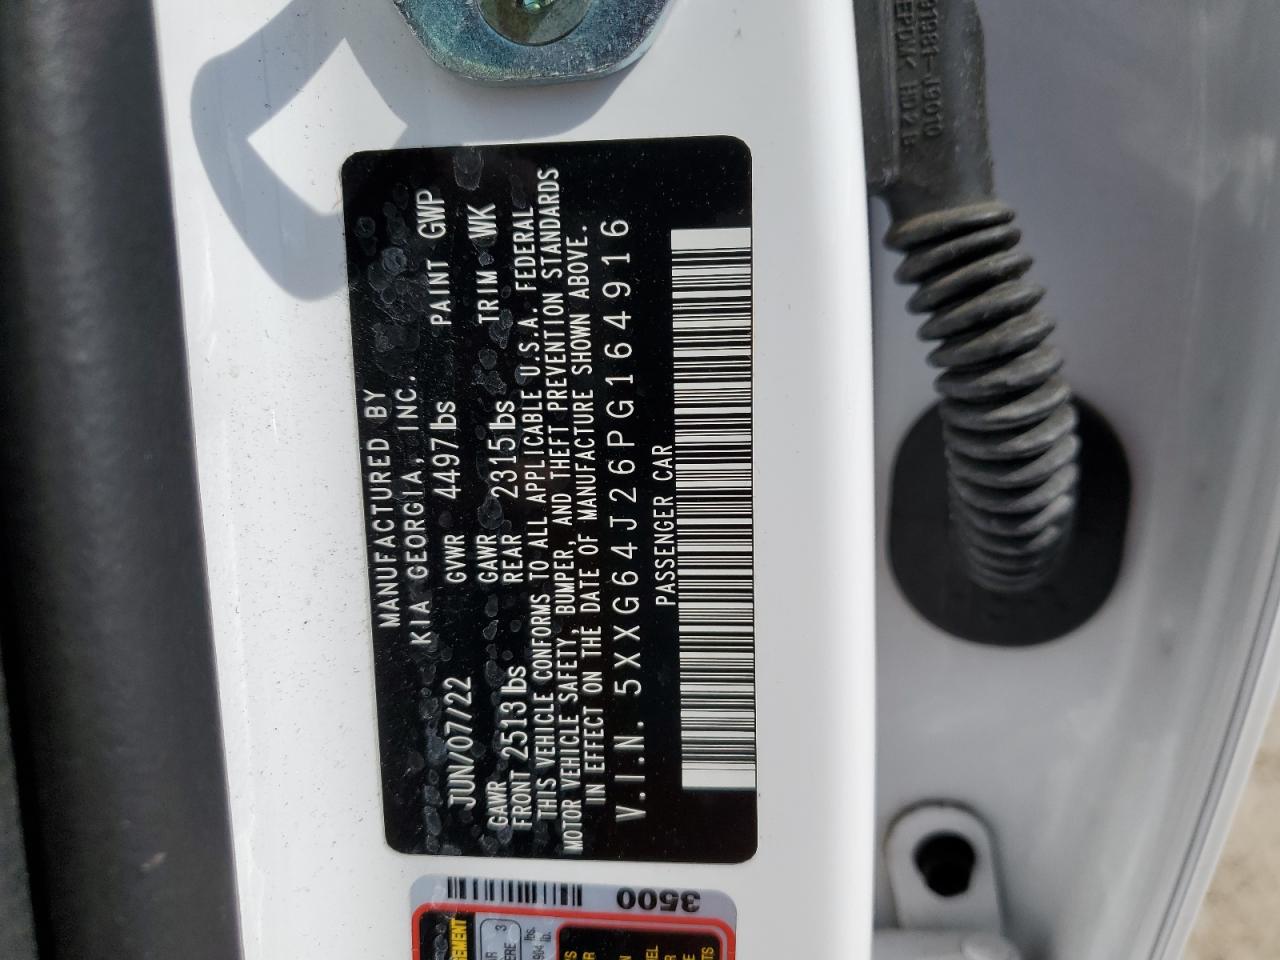 MANUFACTURED BY
KIA GEORGIA, INC.
JUN/07/22 GVWR 4497lbs PAINT GWP
GAWR FRONT 2513lbs GAWR REAR 2315lbs TRIM WK
THIS VEHICLE CONFORMS TO ALL APPLICABLE U.S.A. FEDERAL
MOTOR VEHICLE SAFETY, BUMPER, AND THEFT PREVENTION STANDARDS
IN EFFECT ON THE DATE OF MANUFACTURE SHOWN ABOVE.
V.I.N. 5XXG64J26PG164916
PASSENGER CAR
3500